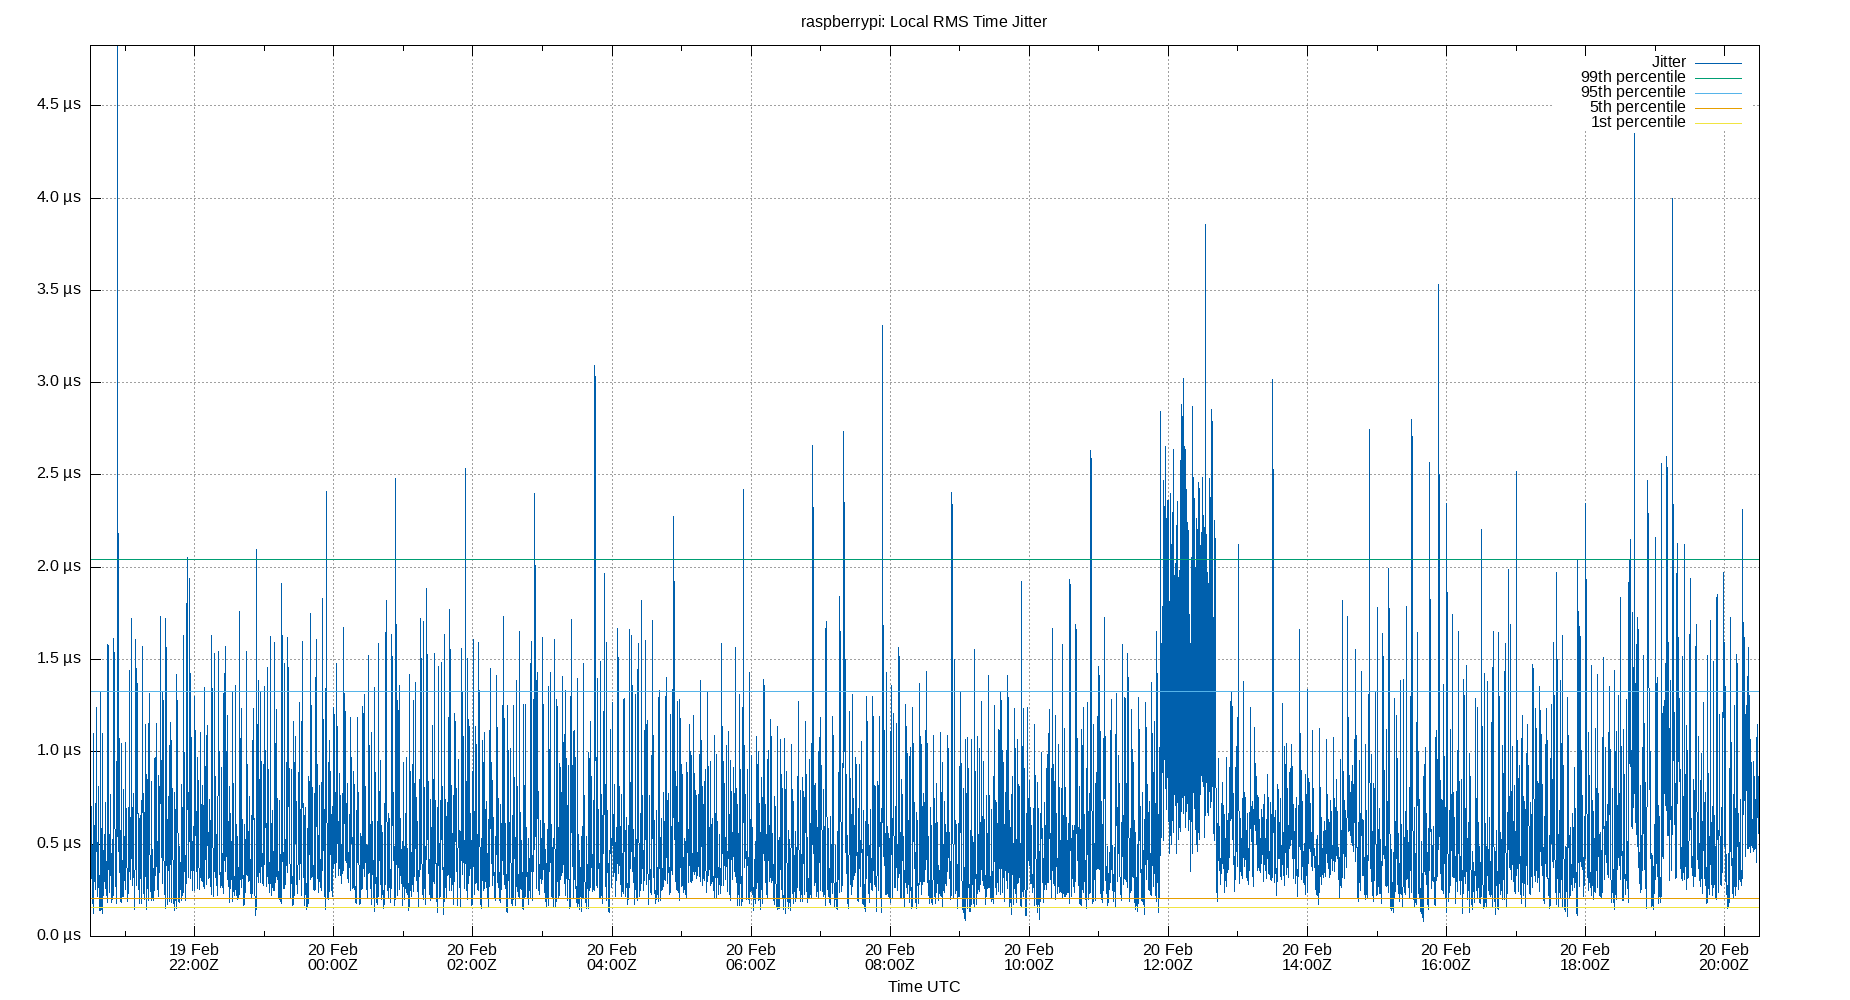 raspberrypi: Local RMS Time Jitter
Jitter
99th percentile
95th percentile
5th percentile
1st percentile
4.5 µs
4.0 µs
3.5 µs
3.0 µs
2.5 µs
2.0 µs
1.5 µs
1.0 µs
0.5 µs
0.0 µs
19 Feb 20 Feb 20 Feb 20 Feb 20 Feb 20 Feb 20 Feb 20 Feb 20 Feb 20 Feb 20 Feb 20 Feb
22:00Z 00:00Z 02:00Z 04:00Z 06:00Z 08:00Z 10:00Z 12:00Z 14:00Z 16:00Z 18:00Z 20:00Z
Time UTC